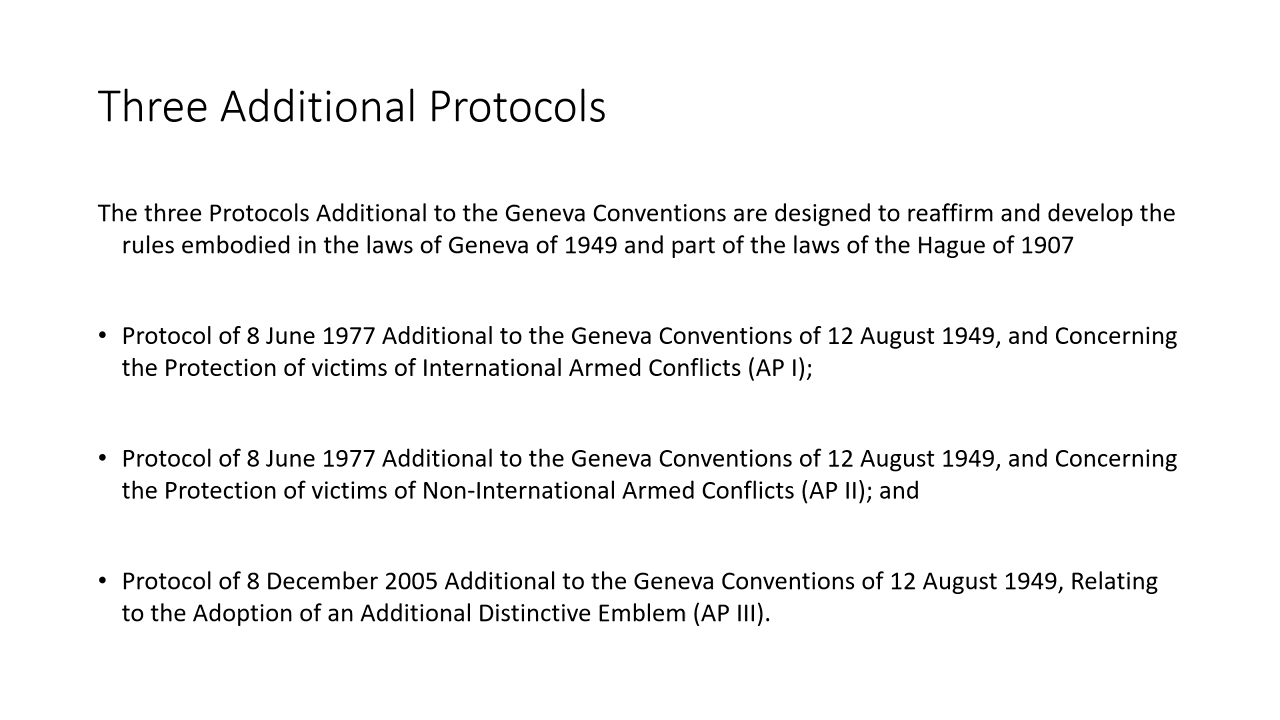 Three Additional Protocols
The three Protocols Additional to the Geneva Conventions are designed to reaffirm and develop the
rules embodied in the laws of Geneva of 1949 and part of the laws of the Hague of 1907
• Protocol of 8 June 1977 Additional to the Geneva Conventions of 12 August 1949, and Concerning
the Protection of victims of International Armed Conflicts (AP I);
• Protocol of 8 June 1977 Additional to the Geneva Conventions of 12 August 1949, and Concerning
the Protection of victims of Non-International Armed Conflicts (AP II); and
• Protocol of 8 December 2005 Additional to the Geneva Conventions of 12 August 1949, Relating
to the Adoption of an Additional Distinctive Emblem (AP III).